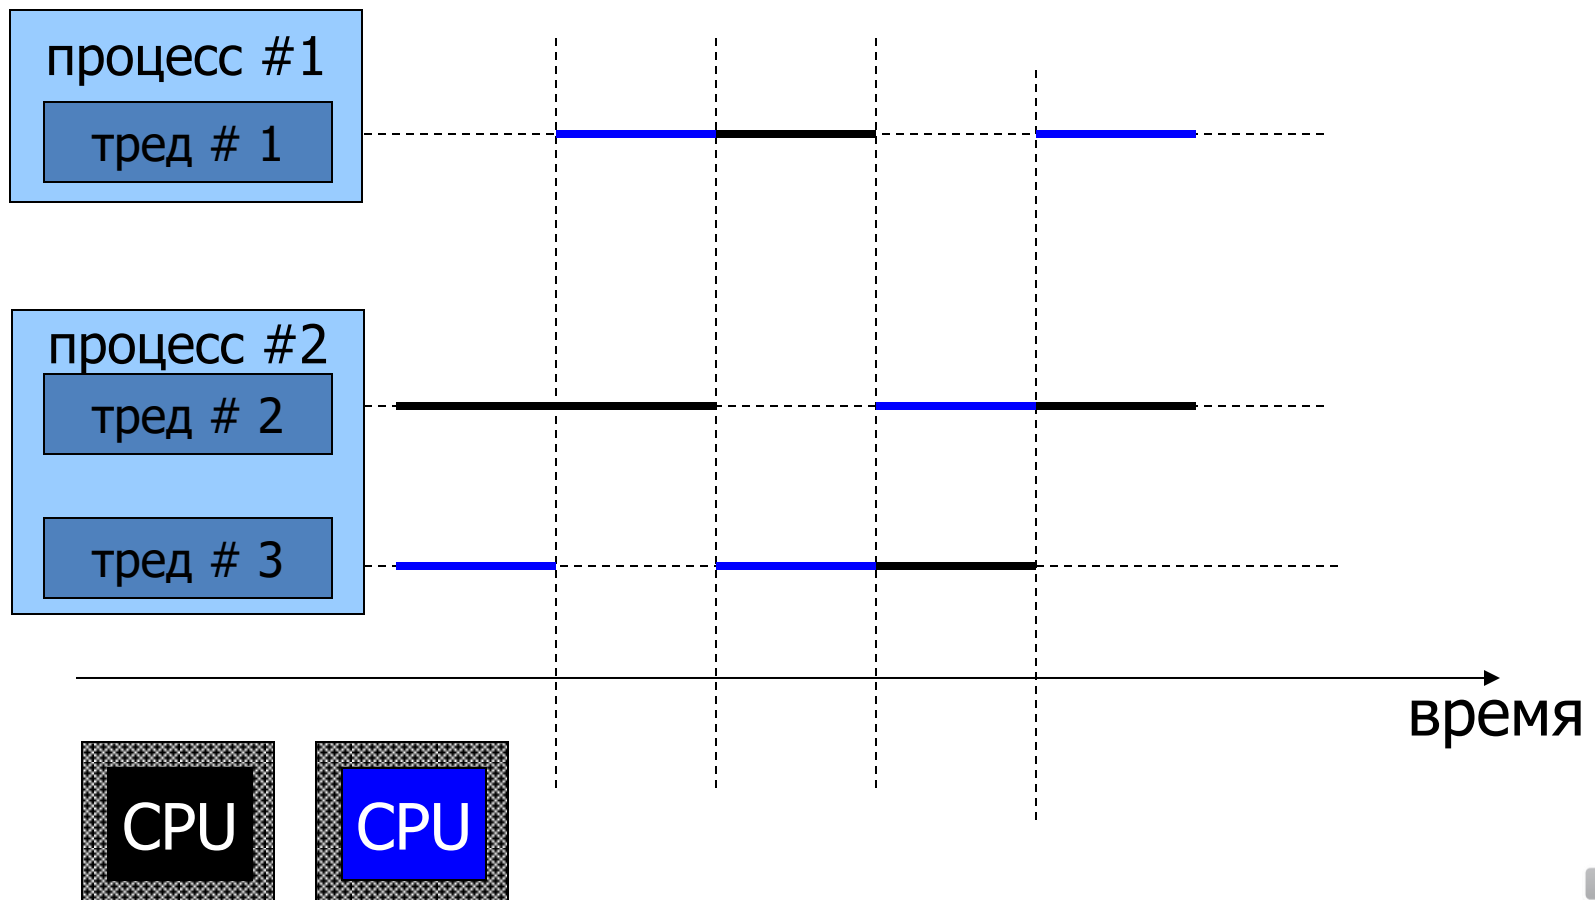 процесс #1
тред # 1
процесс #2
тред # 2
тред # 3
время
CPU
CPU